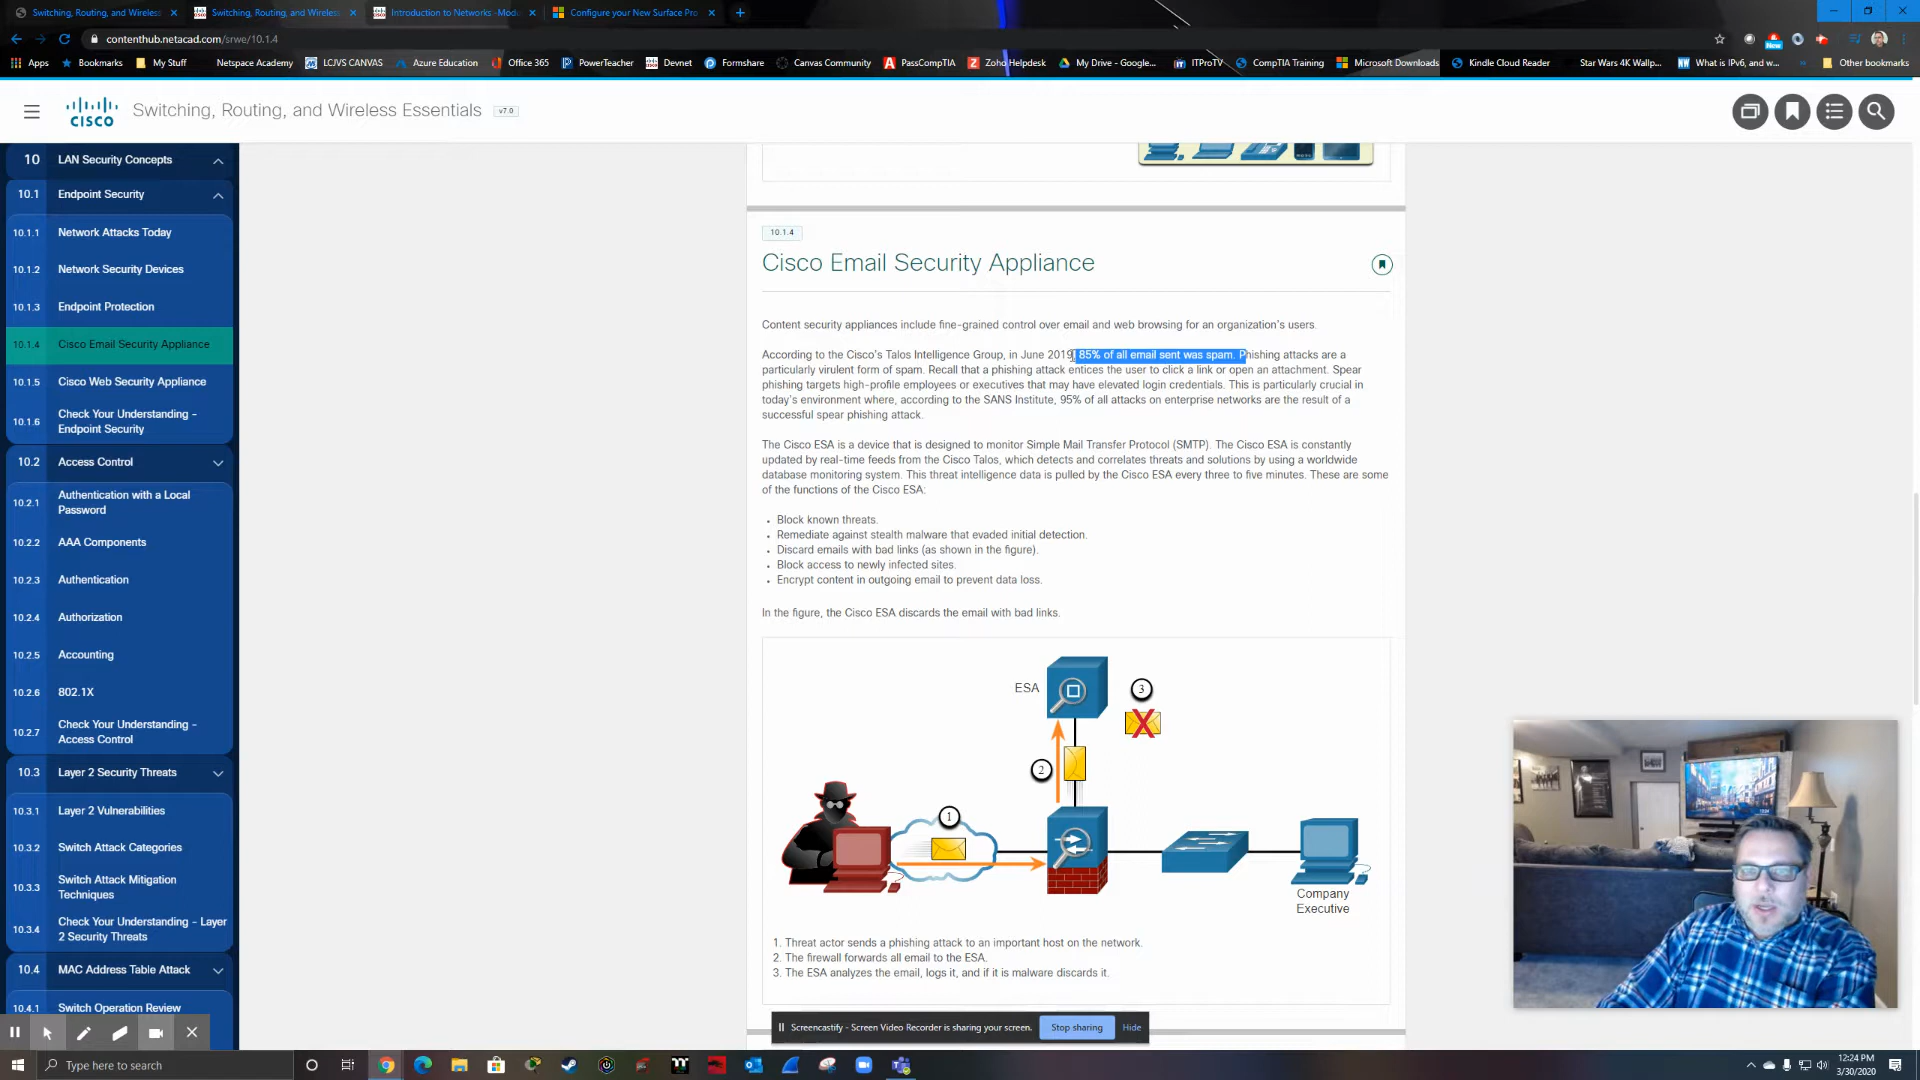 Switching, Routing, and Wireless
Switching, Routing, and Wireless
Introduction to Networks -Modu
Configure your New Surface Pro
contenthub.netacad.com/srwe/10.1.4
New
Apps
Bookmarks
My Stuff
Netspace Academy
LCJVS CANVAS
Azure Education
Office 365
PowerTeacher
Devnet
Formshare
Canvas Community
PassCompTIA
Zoho Helpdesk
My Drive - Google...
ITProTV
CompTIA Training
Microsoft Downloads
Kindle Cloud Reader
Star Wars 4K Wallp...
What is IPv6, and w...
Other bookmarks
CISCO
Switching, Routing, and Wireless Essentials
v7.0
10 LAN Security Concepts
10.1 Endpoint Security
10.1.1 Network Attacks Today
10.1.2 Network Security Devices
10.1.3 Endpoint Protection
10.1.4 Cisco Email Security Appliance
10.1.5 Cisco Web Security Appliance
10.1.6 Check Your Understanding -
Endpoint Security
10.2 Access Control
10.2.1 Authentication with a Local
Password
10.2.2 AAA Components
10.2.3 Authentication
10.2.4 Authorization
10.2.5 Accounting
10.2.6 802.1X
10.2.7 Check Your Understanding -
Access Control
10.3 Layer 2 Security Threats
10.3.1 Layer 2 Vulnerabilities
10.3.2 Switch Attack Categories
10.3.3 Switch Attack Mitigation
Techniques
10.3.4 Check Your Understanding - Layer
2 Security Threats
10.4 MAC Address Table Attack
10.4.1 Switch Operation Review
10.1.4
Cisco Email Security Appliance
Content security appliances include fine-grained control over email and web browsing for an organization's users.
According to the Cisco's Talos Intelligence Group, in June 2019, 85% of all email sent was spam. Phishing attacks are a
particularly virulent form of spam. Recall that a phishing attack entices the user to click a link or open an attachment. Spear
phishing targets high-profile employees or executives that may have elevated login credentials. This is particularly crucial in
today's environment where, according to the SANS Institute, 95% of all attacks on enterprise networks are the result of a
successful spear phishing attack.
The Cisco ESA is a device that is designed to monitor Simple Mail Transfer Protocol (SMTP). The Cisco ESA is constantly
updated by real-time feeds from the Cisco Talos, which detects and correlates threats and solutions by using a worldwide
database monitoring system. This threat intelligence data is pulled by the Cisco ESA every three to five minutes. These are some
of the functions of the Cisco ESA:
• Block known threats.
• Remediate against stealth malware that evaded initial detection.
• Discard emails with bad links (as shown in the figure).
• Block access to newly infected sites.
• Encrypt content in outgoing email to prevent data loss.
In the figure, the Cisco ESA discards the email with bad links.
ESA
3
2
1
Company
Executive
1. Threat actor sends a phishing attack to an important host on the network.
2. The firewall forwards all email to the ESA.
3. The ESA analyzes the email, logs it, and if it is malware discards it.
Screencastify - Screen Video Recorder is sharing your screen.
Stop sharing
Hide
Type here to search
12:24 PM
3/30/2020